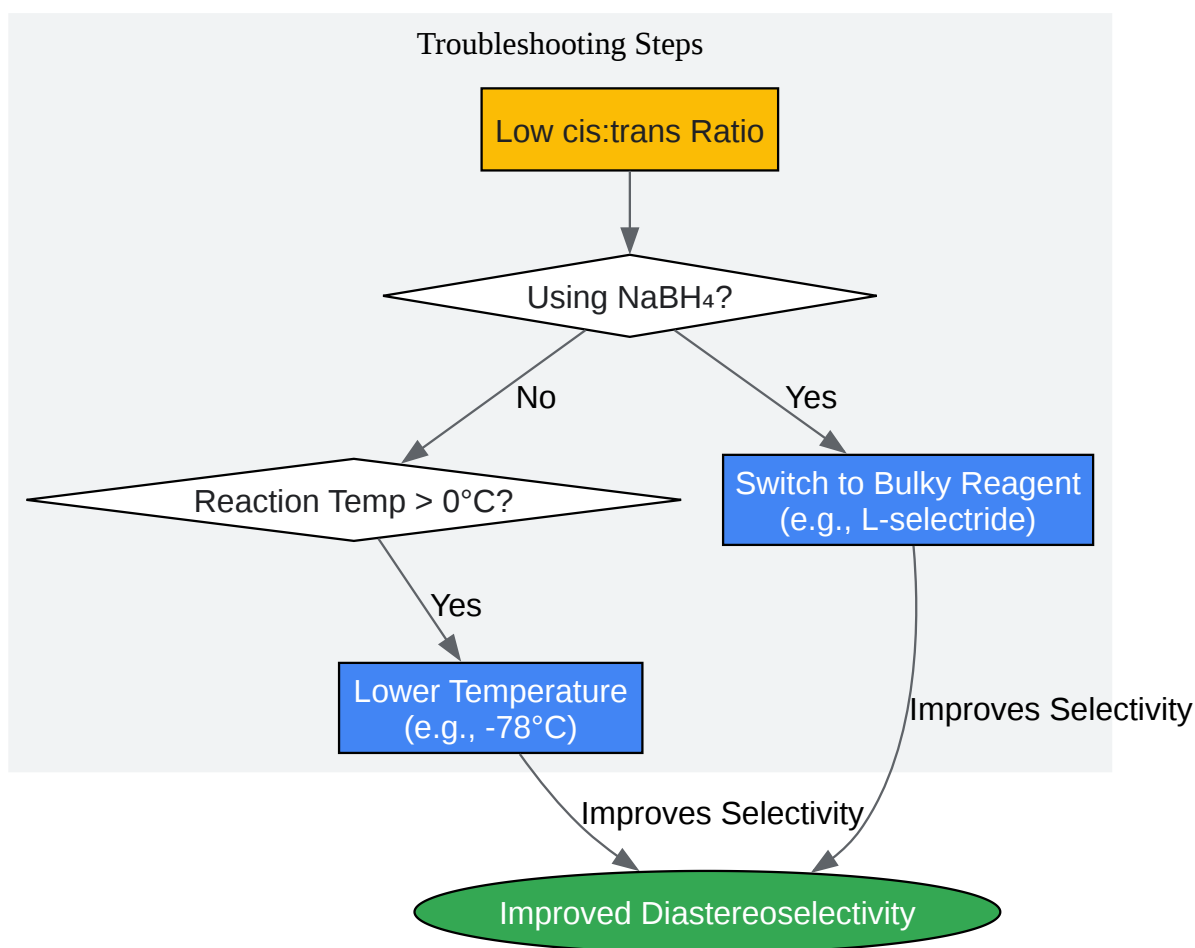 Troubleshooting Steps
Low cis:trans Ratio
Using NaBH₄?
No
Yes
Reaction Temp > 0°C?
Switch to Bulky Reagent
(e.g., L-selectride)
Yes
Lower Temperature
(e.g., -78°C)
Improves Selectivity
Improves Selectivity
Improved Diastereoselectivity